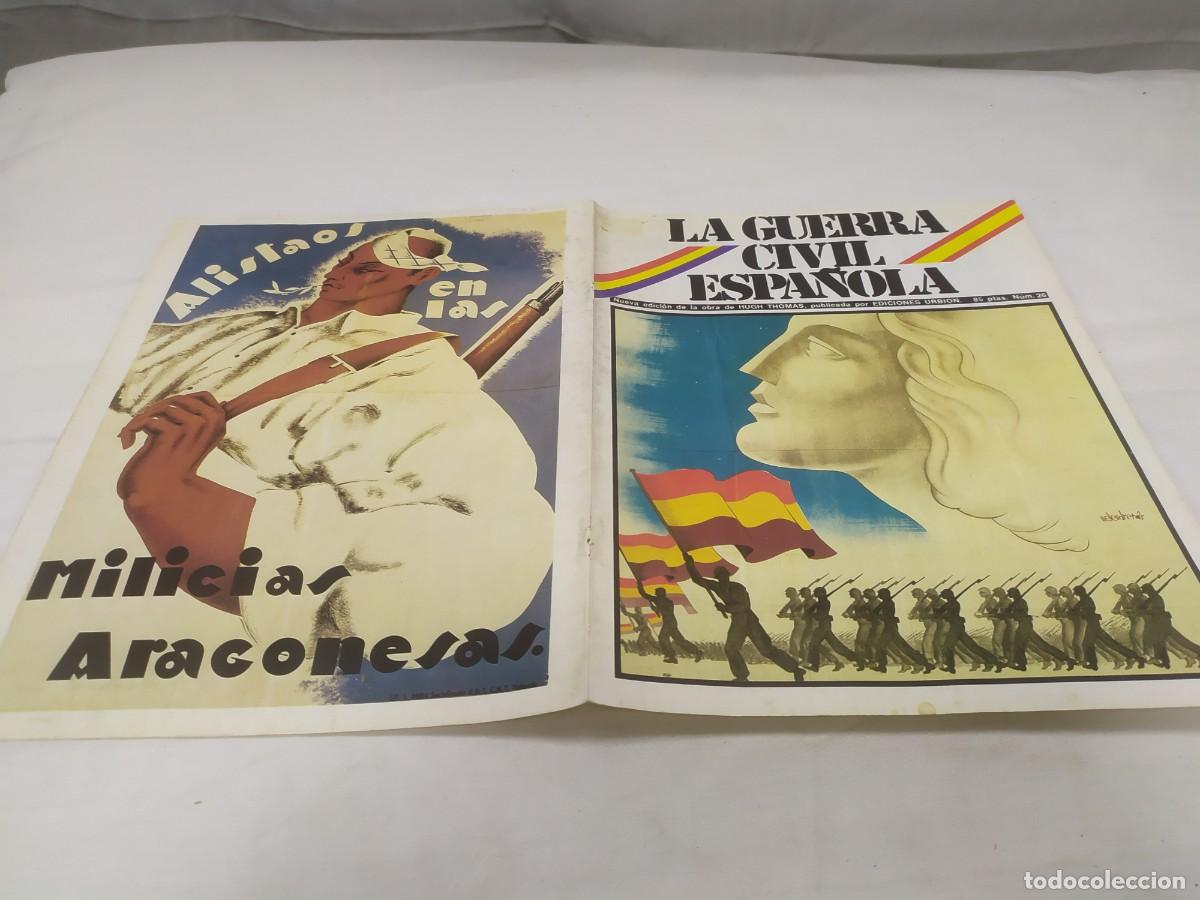 Alistaos
en
las
Milicias
Aragonesas.
LA GUERRA
CIVIL
ESPAÑOLA
Nueva edición de la obra de HUGH THOMAS, publicada por EDICIONES URBION. 85 ptas. Num. 26
todocoleccion